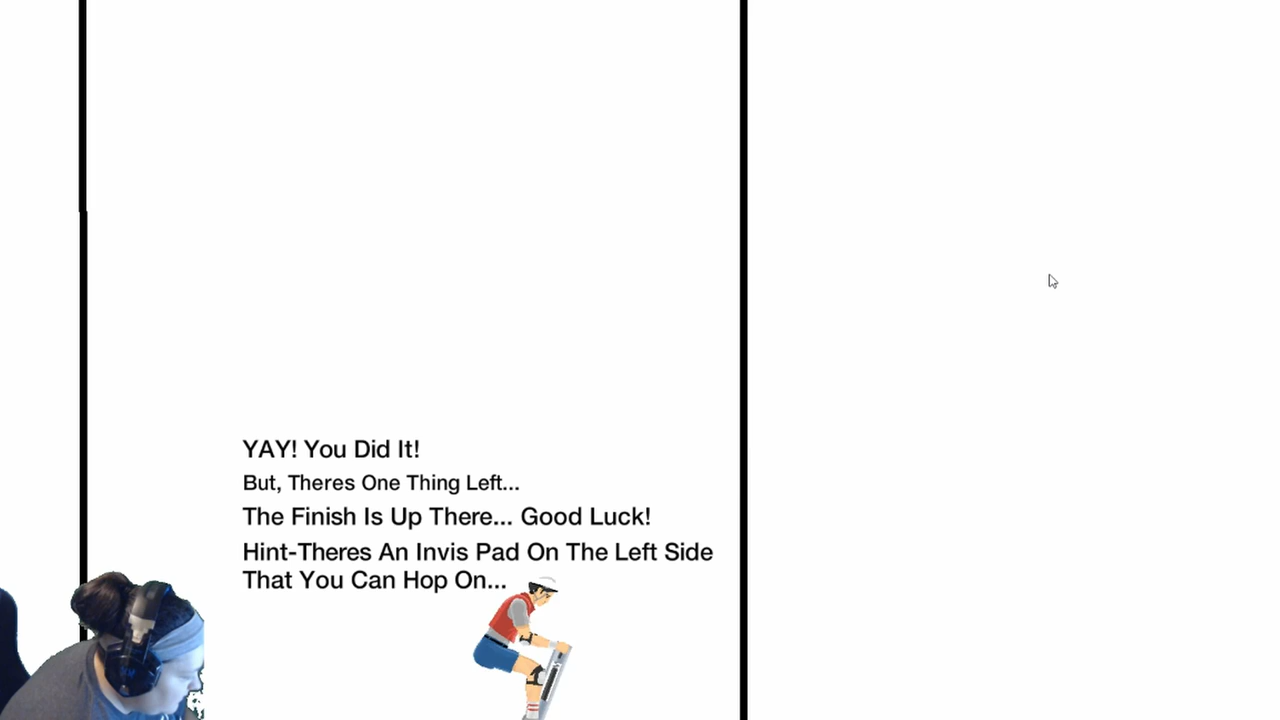 YAY! You Did It!
But, Theres One Thing Left...
The Finish Is Up There... Good Luck!
Hint-Theres An Invis Pad On The Left Side
That You Can Hop On...